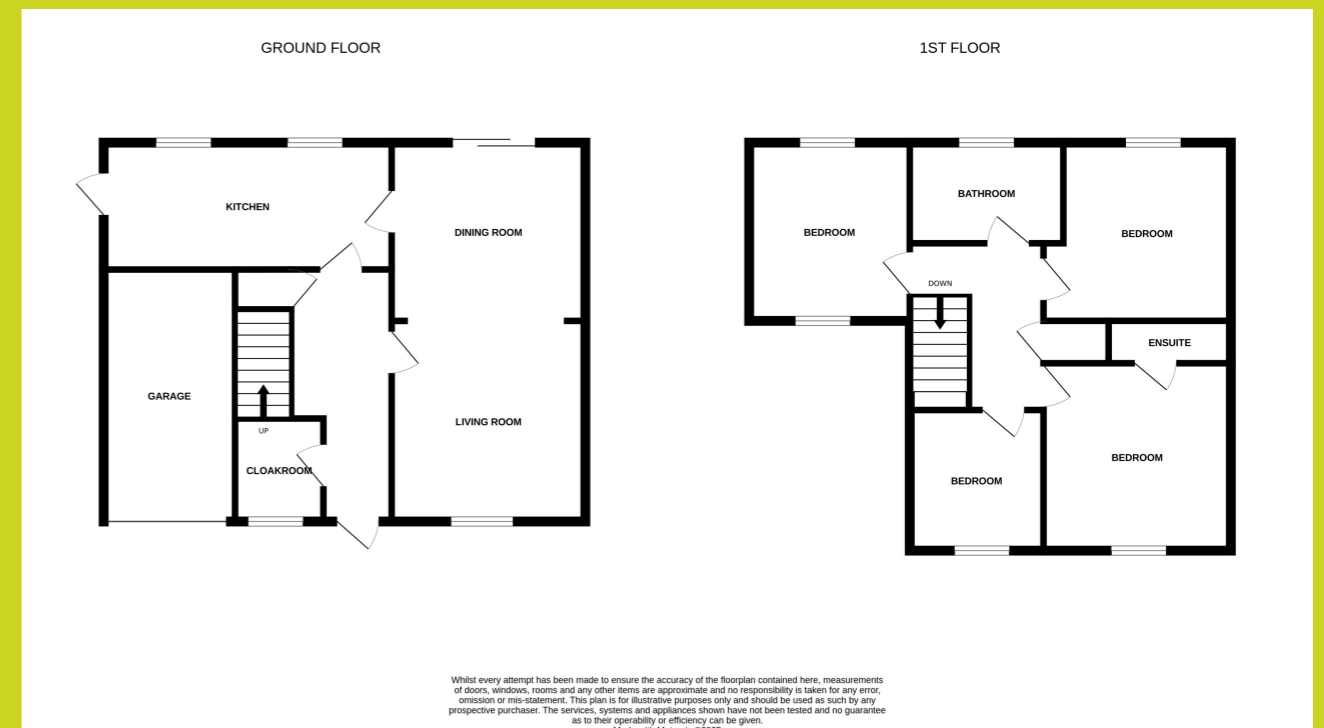 GROUND FLOOR
1ST FLOOR
KITCHEN
DINING ROOM
GARAGE
LIVING ROOM
UP
CLOAKROOM
BEDROOM
BATHROOM
BEDROOM
DOWN
ENSUITE
BEDROOM
BEDROOM
Whilst every attempt has been made to ensure the accuracy of the floorplan contained here, measurements
of doors, windows, rooms and any other items are approximate and no responsibility is taken for any error,
omission or mis-statement. This plan is for illustrative purposes only and should be used as such by any
prospective purchaser. The services, systems and appliances shown have not been tested and no guarantee
as to their operability or efficiency can be given.